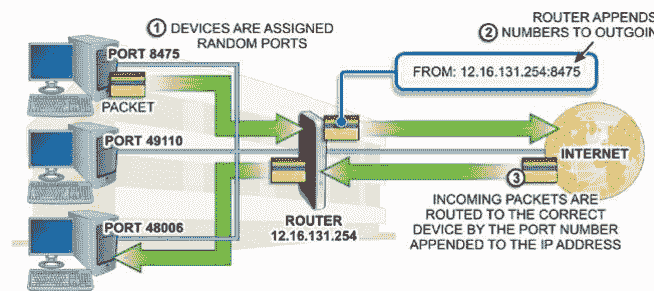 ① DEVICES ARE ASSIGNED
RANDOM PORTS
ROUTER APPENDS
② NUMBERS TO OUTGOIN
PORT 8475
FROM: 12.16.131.254:8475
PACKET
PORT 49110
INTERNET
③
INCOMING PACKETS ARE
ROUTED TO THE CORRECT
DEVICE BY THE PORT NUMBER
APPENDED TO THE IP ADDRESS
ROUTER
12.16.131.254
PORT 48006